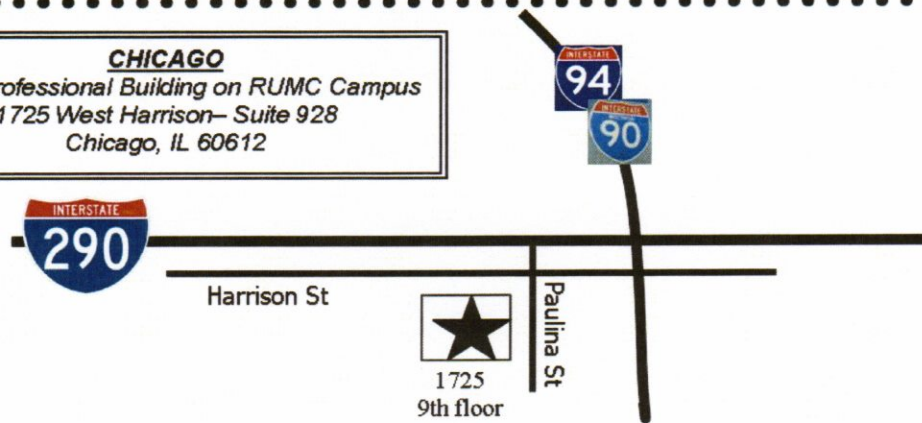 CHICAGO
rofessional Building on RUMC Campus
1725 West Harrison– Suite 928
Chicago, IL 60612
INTERSTATE
94
INTERSTATE
90
INTERSTATE
290
Harrison St
Paulina St
1725
9th floor